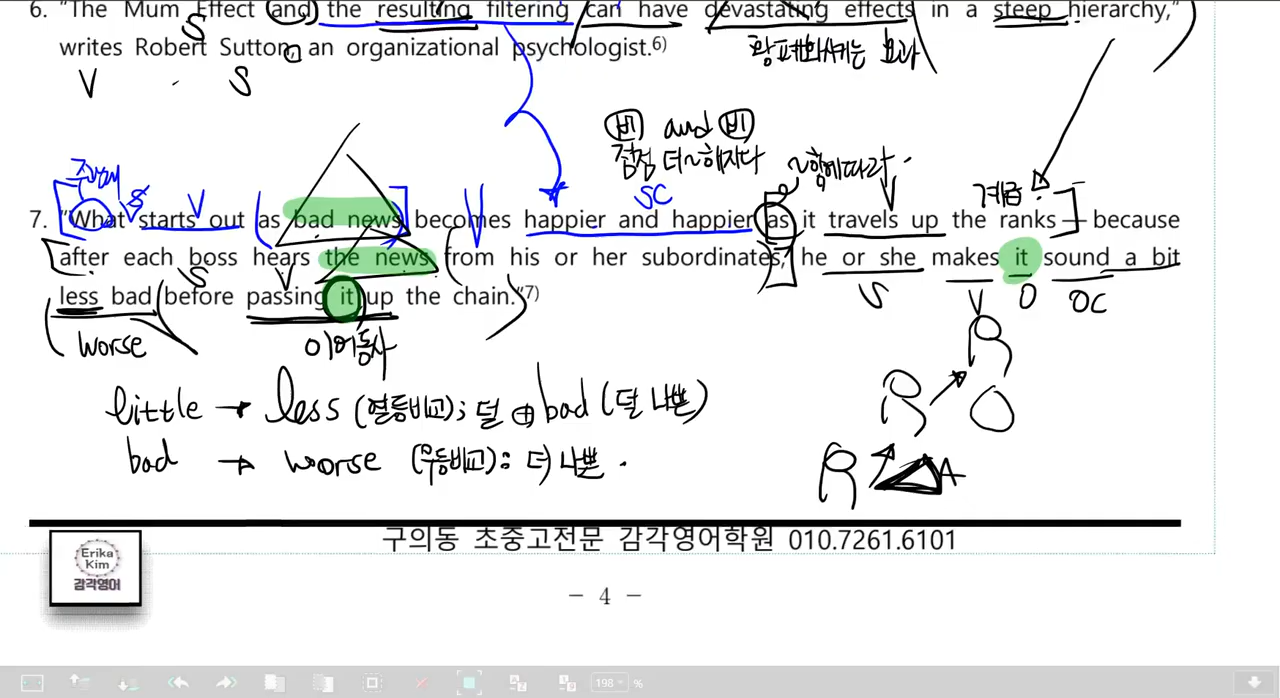 6. “The Mum Effect and the resulting filtering can have devastating effects in a steep hierarchy,”
S
writes Robert Sutton, an organizational psychologist.6)
황폐화시키는 효과
V S
비 and 비
점점 더~해지다
~함에따라
주어 S V V SC V 계급
7. “What starts out as bad news becomes happier and happier as it travels up the ranks — because
after each boss hears the news from his or her subordinates, he or she makes it sound a bit
S V S V O OC
less bad before passing it up the chain.”7)
worse 이어동사
little → less (열등비교); 덜 + bad (덜 나쁜)
bad → worse (우등비교): 더 나쁜.
A
구의동 초중고전문 감각영어학원 010.7261.6101
Erika
Kim
감각영어
- 4 -
198 %